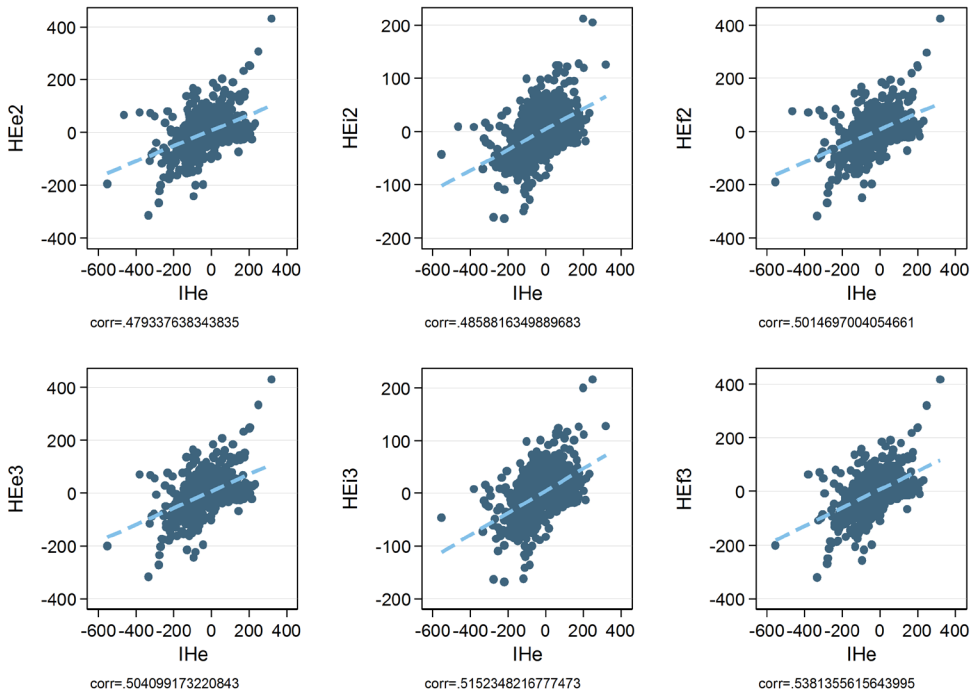 400
200
0
-200
-400
HEe2
-600 -400 -200 0 200 400
IHe
corr=.479337638343835
200
100
0
-100
-200
HEi2
-600 -400 -200 0 200 400
IHe
corr=.4858816349889683
400
200
0
-200
-400
HEf2
-600 -400 -200 0 200 400
IHe
corr=.5014697004054661
400
200
0
-200
-400
HEe3
-600 -400 -200 0 200 400
IHe
corr=.504099173220843
200
100
0
-100
-200
HEi3
-600 -400 -200 0 200 400
IHe
corr=.5152348216777473
400
200
0
-200
-400
HEf3
-600 -400 -200 0 200 400
IHe
corr=.5381355615643995